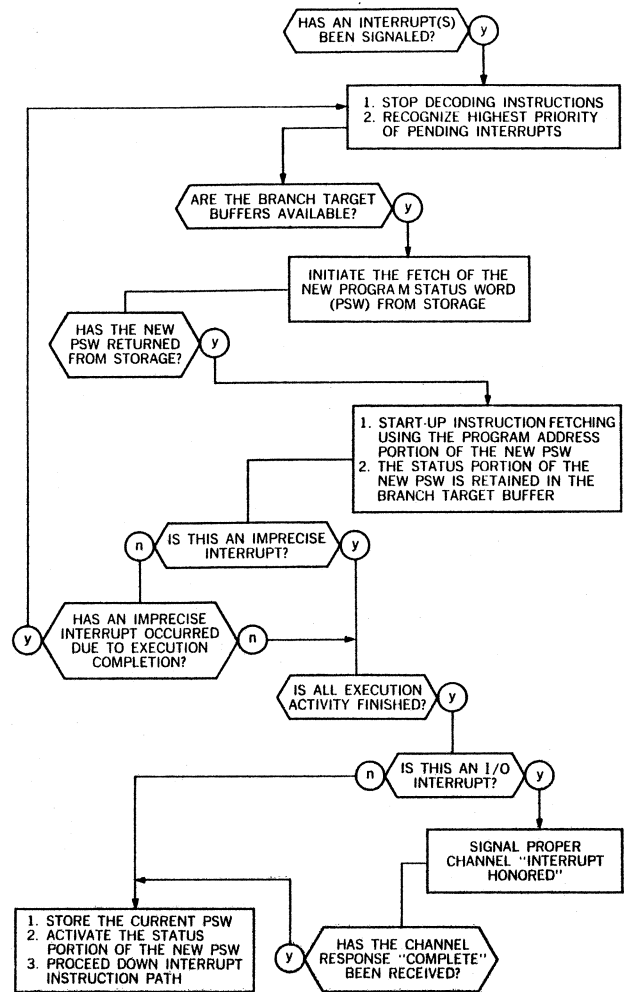 HAS AN INTERRUPT(S)
BEEN SIGNALED?
y
1. STOP DECODING INSTRUCTIONS
2. RECOGNIZE HIGHEST PRIORITY
OF PENDING INTERRUPTS
ARE THE BRANCH TARGET
BUFFERS AVAILABLE?
y
INITIATE THE FETCH OF THE
NEW PROGRAM STATUS WORD
(PSW) FROM STORAGE
HAS THE NEW
PSW RETURNED
FROM STORAGE?
y
1. START-UP INSTRUCTION FETCHING
USING THE PROGRAM ADDRESS
PORTION OF THE NEW PSW
2. THE STATUS PORTION OF THE
NEW PSW IS RETAINED IN THE
BRANCH TARGET BUFFER
n
IS THIS AN IMPRECISE
INTERRUPT?
y
y
HAS AN IMPRECISE
INTERRUPT OCCURRED
DUE TO EXECUTION
COMPLETION?
n
IS ALL EXECUTION
ACTIVITY FINISHED?
y
n
IS THIS AN I/O
INTERRUPT?
y
SIGNAL PROPER
CHANNEL "INTERRUPT
HONORED"
1. STORE THE CURRENT PSW
2. ACTIVATE THE STATUS
PORTION OF THE NEW PSW
3. PROCEED DOWN INTERRUPT
INSTRUCTION PATH
y
HAS THE CHANNEL
RESPONSE "COMPLETE"
BEEN RECEIVED?